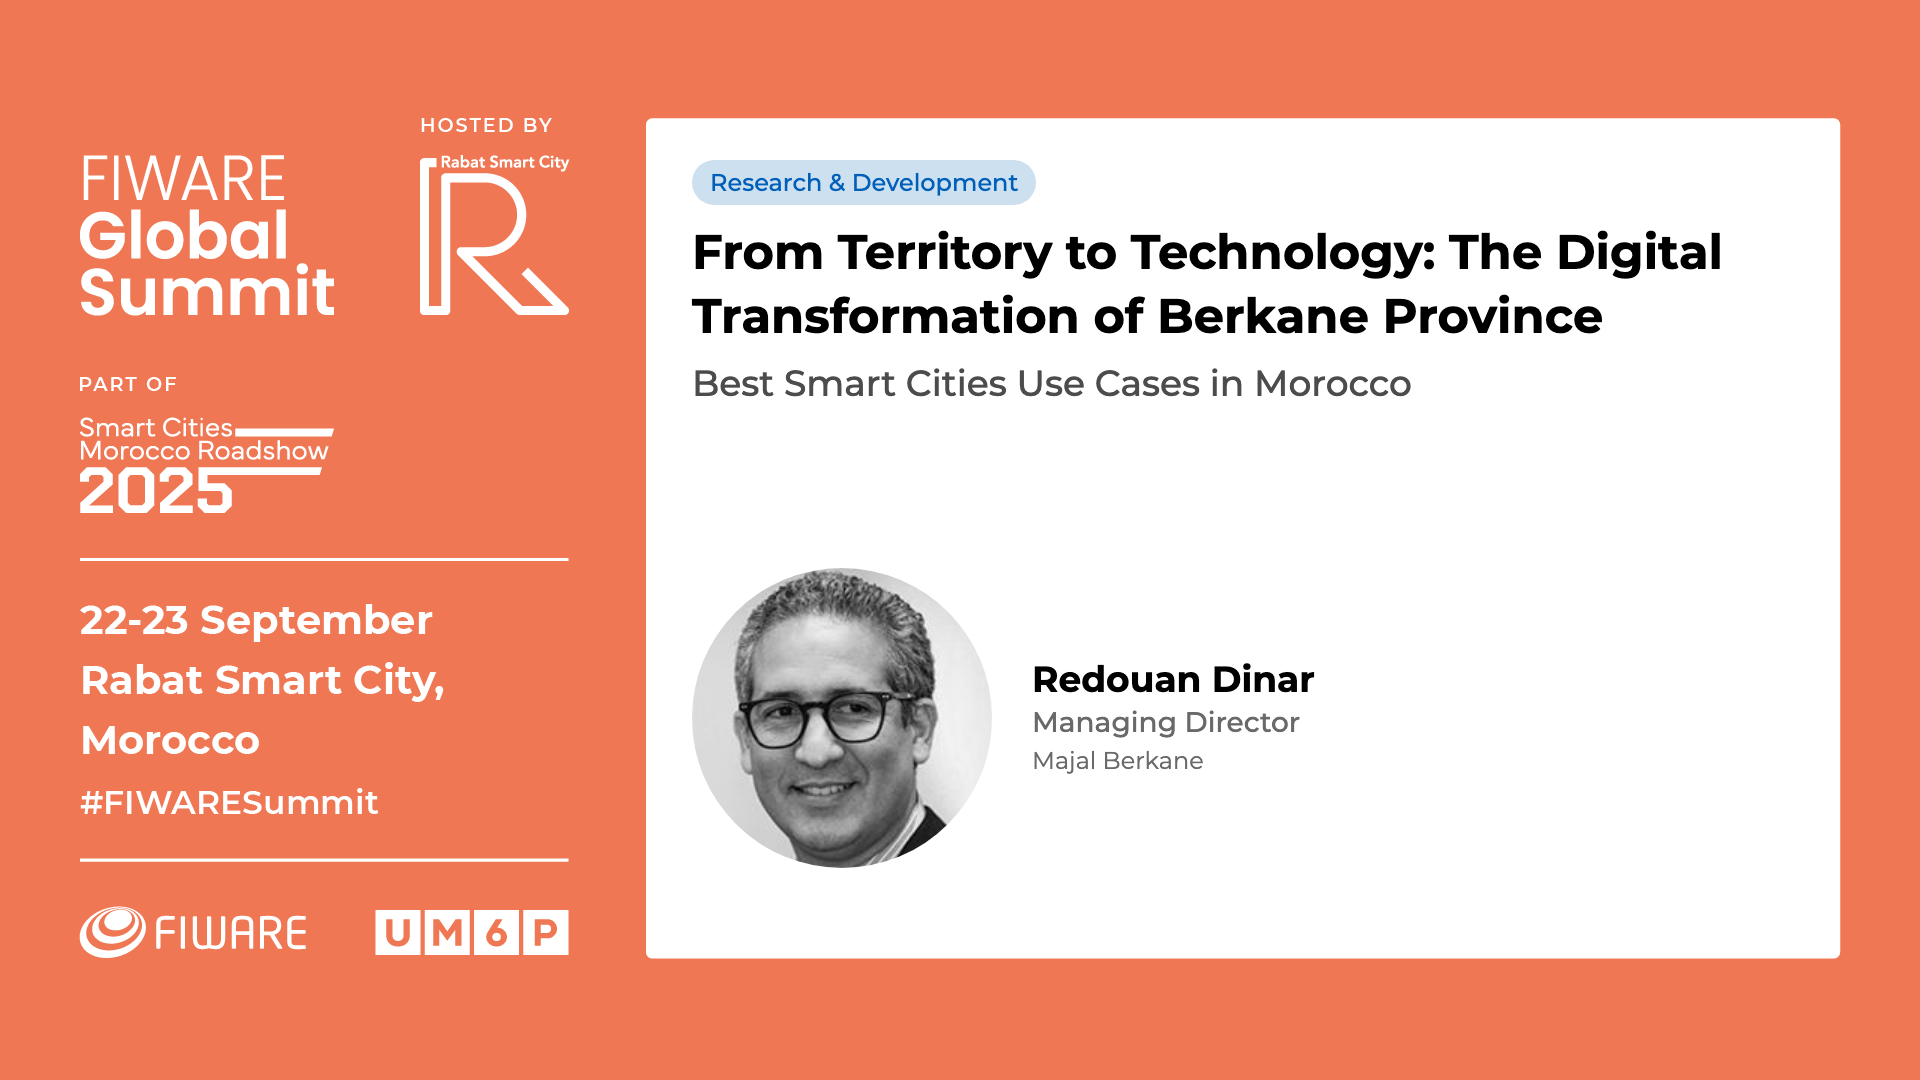 FIWARE
Global
Summit
HOSTED BY
Rabat Smart City
R
PART OF
Smart Cities
Morocco Roadshow
2025
22-23 September
Rabat Smart City,
Morocco
#FIWARESummit
FIWARE
UM6P
Research & Development
From Territory to Technology: The Digital
Transformation of Berkane Province
Best Smart Cities Use Cases in Morocco
Redouan Dinar
Managing Director
Majal Berkane